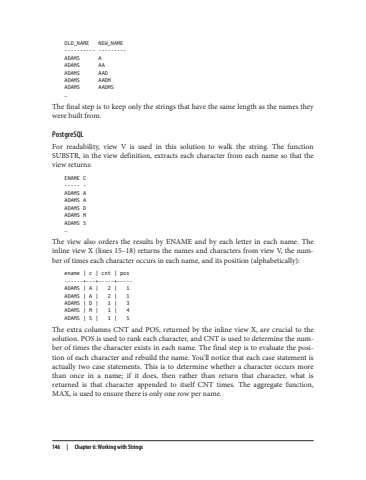 OLD_NAME   NEW_NAME
---------- ---------
ADAMS      A
ADAMS      AA
ADAMS      AAD
ADAMS      AADM
ADAMS      AADMS
…
The final step is to keep only the strings that have the same length as the names they
were built from.
PostgreSQL
For readability, view V is used in this solution to walk the string. The function
SUBSTR, in the view definition, extracts each character from each name so that the
view returns:
ENAME C
----- -
ADAMS A
ADAMS A
ADAMS D
ADAMS M
ADAMS S
…
The view also orders the results by ENAME and by each letter in each name. The
inline view X (lines 15–18) returns the names and characters from view V, the num-
ber of times each character occurs in each name, and its position (alphabetically):
ename | c | cnt | pos
------+---+-----+-----
ADAMS | A |   2 |   1
ADAMS | A |   2 |   1
ADAMS | D |   1 |   3
ADAMS | M |   1 |   4
ADAMS | S |   1 |   5
The extra columns CNT and POS, returned by the inline view X, are crucial to the
solution. POS is used to rank each character, and CNT is used to determine the num-
ber of times the character exists in each name. The final step is to evaluate the posi-
tion of each character and rebuild the name. You'll notice that each case statement is
actually two case statements. This is to determine whether a character occurs more
than once in a name; if it does, then rather than return that character, what is
returned is that character appended to itself CNT times. The aggregate function,
MAX, is used to ensure there is only one row per name.
146 | Chapter 6: Working with Strings